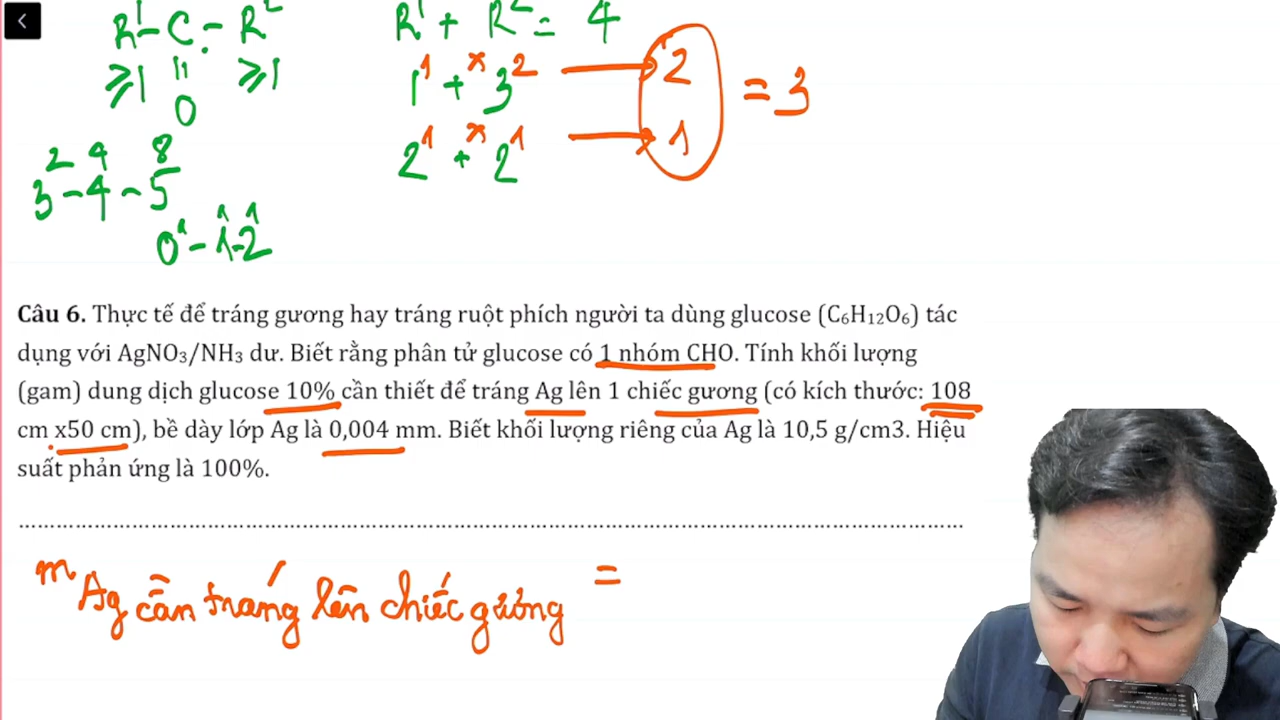 R¹ – C – R² R¹ + R² = 4
≥1 || ≥1 1¹ +ˣ 3² → 2 = 3
O 2¹ +ˣ 2¹ → 1
2 4 8
3 – 4 – 5
0¹ – 1¹ – 2¹
Câu 6. Thực tế để tráng gương hay tráng ruột phích người ta dùng glucose (C₆H₁₂O₆) tác
dụng với AgNO₃/NH₃ dư. Biết rằng phân tử glucose có 1 nhóm CHO. Tính khối lượng
(gam) dung dịch glucose 10% cần thiết để tráng Ag lên 1 chiếc gương (có kích thước: 108
cm x50 cm), bề dày lớp Ag là 0,004 mm. Biết khối lượng riêng của Ag là 10,5 g/cm3. Hiệu
suất phản ứng là 100%.
m Ag cần tráng lên chiếc gương =